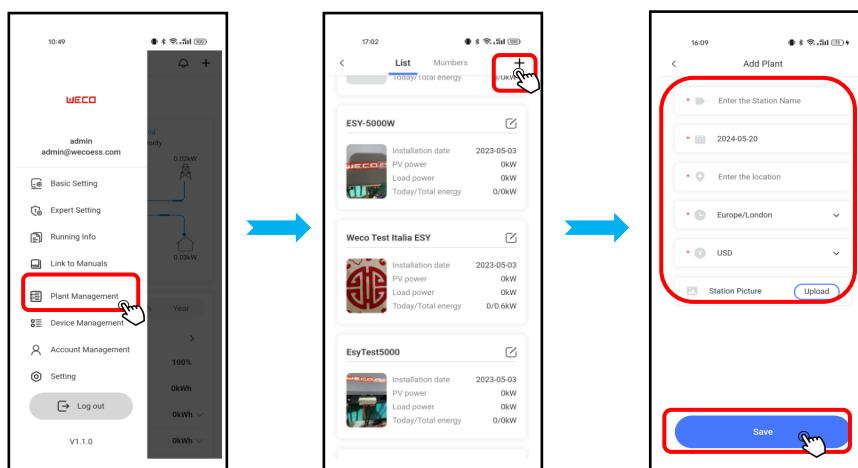 10:49
100
WECO
admin
admin@wecoess.com
0.02kW
Basic Setting
Expert Setting
Running Info
Link to Manuals
0.03kW
Plant Management
Year
Device Management
Account Management
100%
Setting
0kWh
Log out
0kWh
V1.1.0
0kWh
17:02
100
List Mumbers
Today/Total energy 0/0kW
ESY-5000W
Installation date 2023-05-03
PV power 0kW
Load power 0kW
Today/Total energy 0/0kW
Weco Test Italia ESY
Installation date 2023-05-03
PV power 0kW
Load power 0kW
Today/Total energy 0/0.6kW
EsyTest5000
Installation date 2023-05-03
PV power 0kW
Load power 0kW
Today/Total energy 0/0kW
16:09
Add Plant
* Enter the Station Name
* 2024-05-20
* Enter the location
* Europe/London
* USD
Station Picture Upload
Save